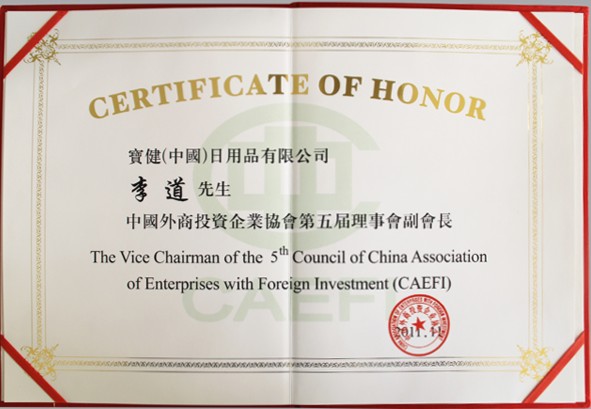 CERTIFICATE OF HONOR
寶健(中國)日用品有限公司
李道 先生
中國外商投資企業協會第五届理事會副會長
The Vice Chairman of the 5th Council of China Association
of Enterprises with Foreign Investment (CAEFI)
CAEFI
2011.11